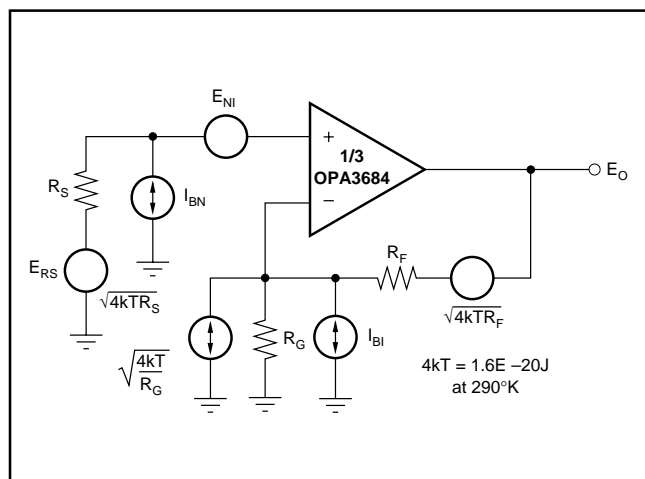 E_NI
+
1/3
OPA3684
−
E_O
R_S
I_BN
E_RS
√4kTR_S
R_F
√4kTR_F
√4kT/R_G
R_G
I_BI
4kT = 1.6E –20J
at 290°K